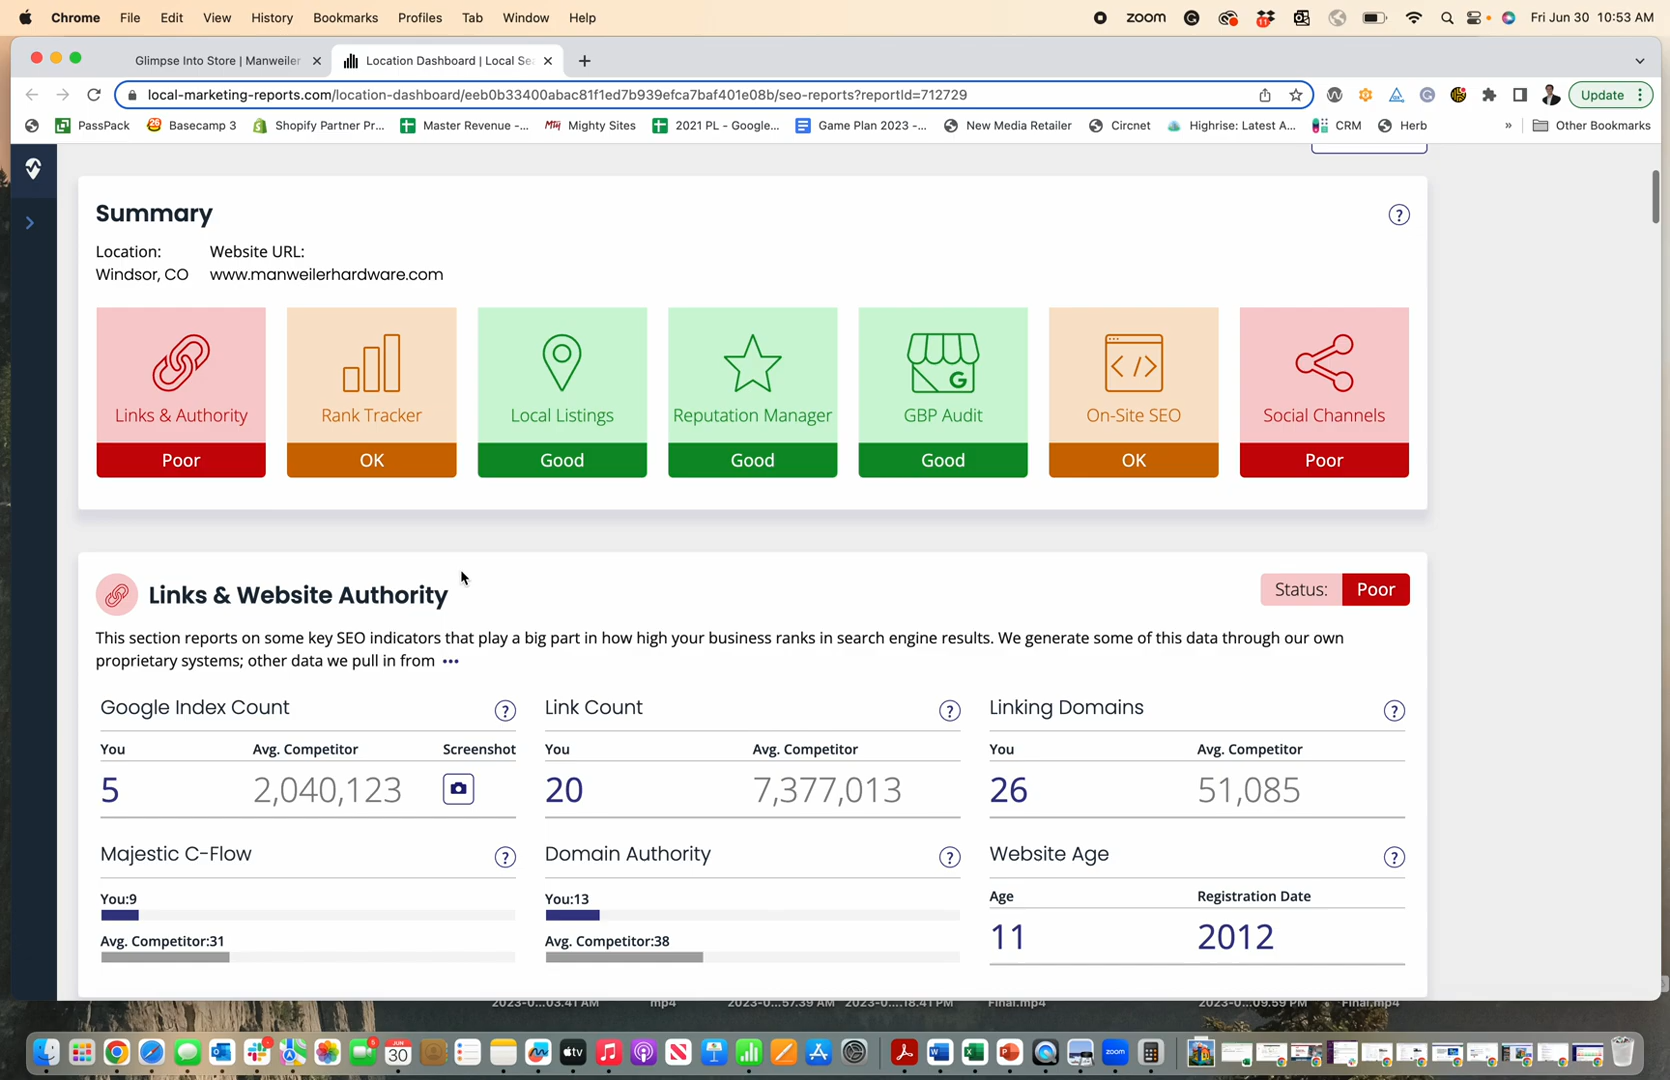 Chrome File Edit View History Bookmarks Profiles Tab Window Help zoom 11 Fri Jun 30 10:53 AM
Glimpse Into Store | Manweiler Location Dashboard | Local Se
local-marketing-reports.com/location-dashboard/eeb0b33400abac81f1ed7b939efca7baf401e08b/seo-reports?reportId=712729 Update
PassPack Basecamp 3 Shopify Partner Pr... Master Revenue -... Mighty Sites 2021 PL - Google... Game Plan 2023 -... New Media Retailer Circnet Highrise: Latest A... CRM Herb » Other Bookmarks
Summary
Location: Website URL:
Windsor, CO www.manweilerhardware.com
Links & Authority Rank Tracker Local Listings Reputation Manager GBP Audit On-Site SEO Social Channels
Poor OK Good Good Good OK Poor
Links & Website Authority Status: Poor
This section reports on some key SEO indicators that play a big part in how high your business ranks in search engine results. We generate some of this data through our own
proprietary systems; other data we pull in from •••
Google Index Count ? Link Count ? Linking Domains ?
You Avg. Competitor Screenshot You Avg. Competitor You Avg. Competitor
5 2,040,123 20 7,377,013 26 51,085
Majestic C-Flow ? Domain Authority ? Website Age ?
You:9 You:13 Age Registration Date
Avg. Competitor:31 Avg. Competitor:38 11 2012
JUN
30
zoom